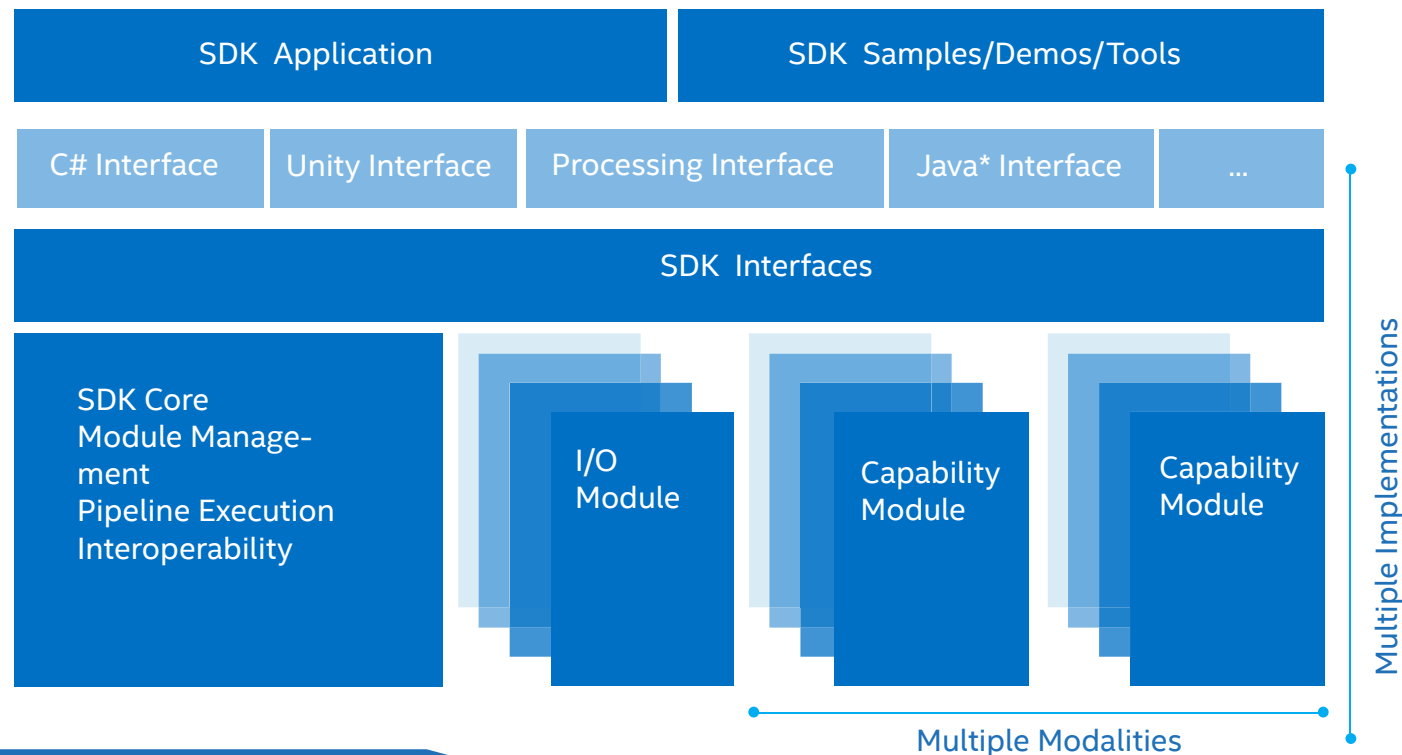 SDK Application
SDK Samples/Demos/Tools
C# Interface
Unity Interface
Processing Interface
Java* Interface
...
SDK Interfaces
SDK Core
Module Manage-
ment
Pipeline Execution
Interoperability
I/O
Module
Capability
Module
Capability
Module
Multiple Implementations
Multiple Modalities